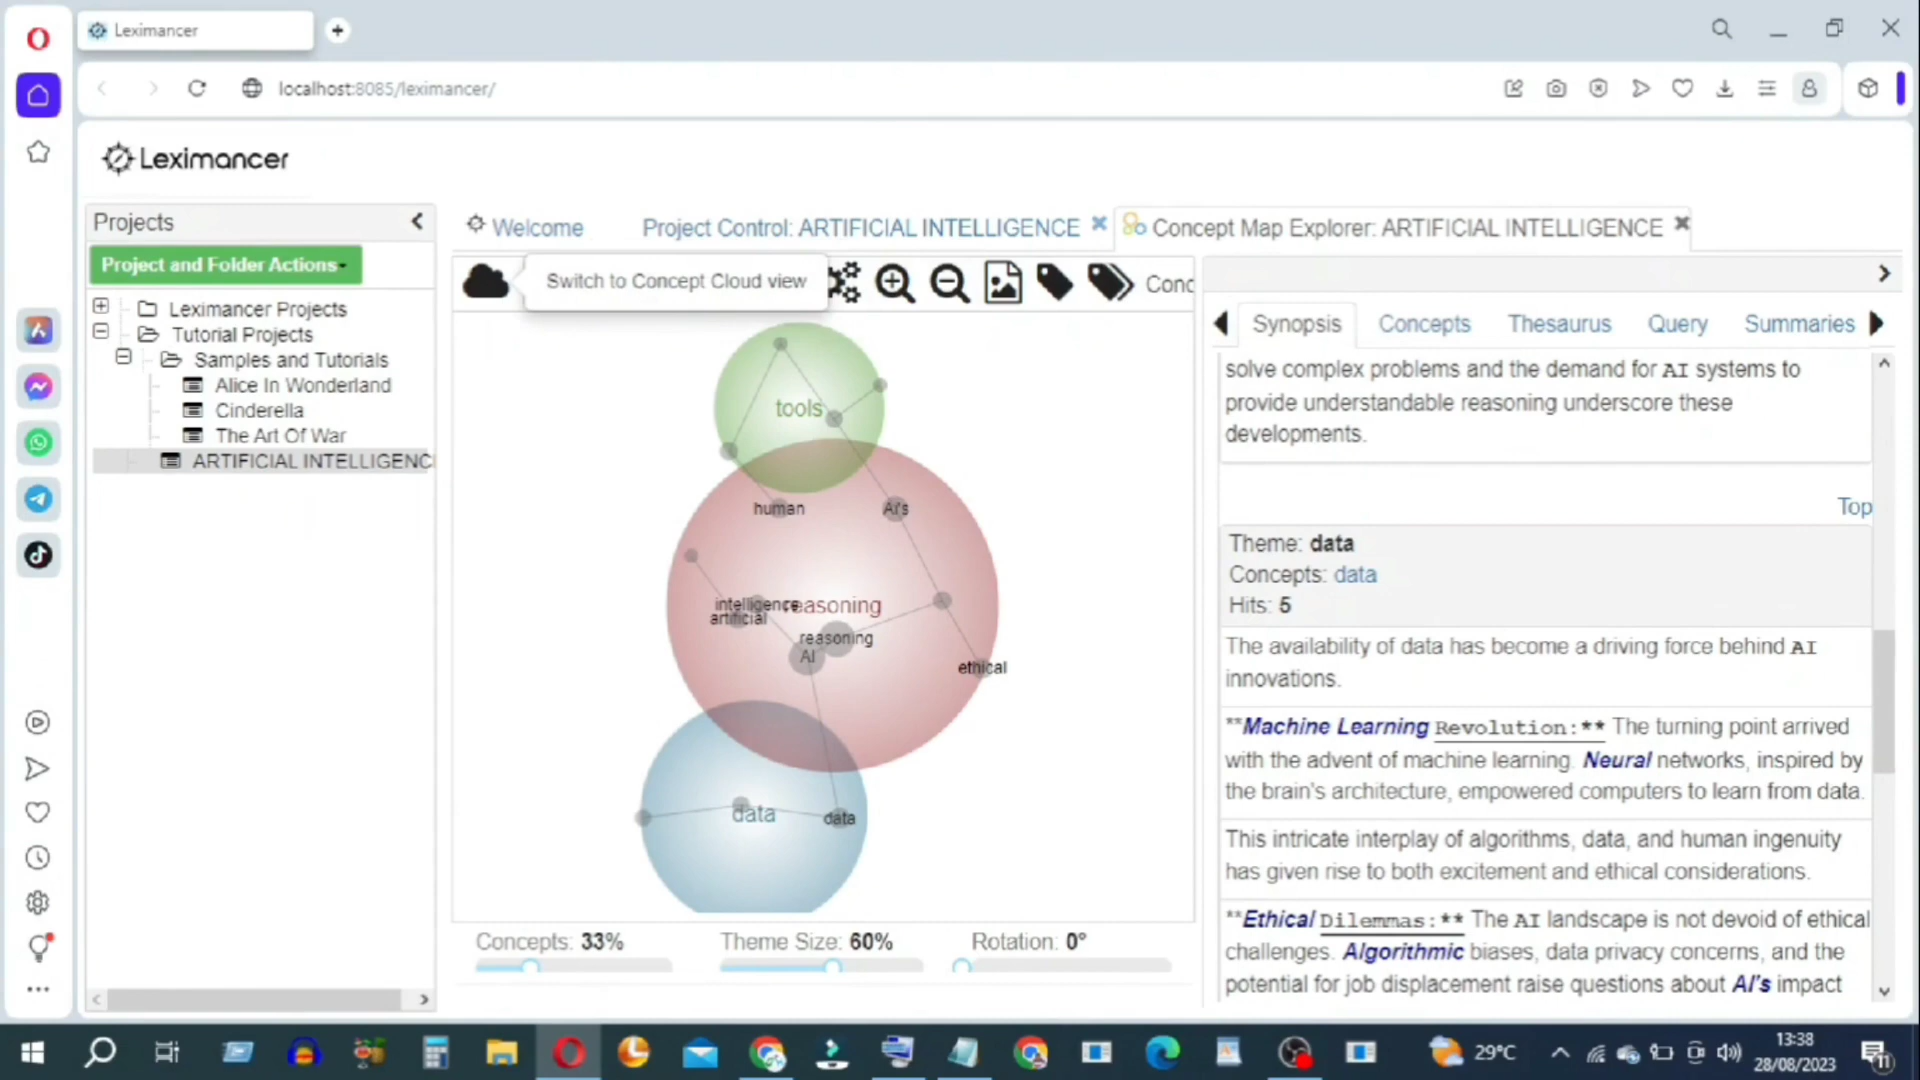 Leximancer
localhost:8085/leximancer/
Leximancer
Projects
Project and Folder Actions
Leximancer Projects
Tutorial Projects
Samples and Tutorials
Alice In Wonderland
Cinderella
The Art Of War
ARTIFICIAL INTELLIGENC
Welcome
Project Control: ARTIFICIAL INTELLIGENCE
Concept Map Explorer: ARTIFICIAL INTELLIGENCE
Switch to Concept Cloud view
Conc
tools
human
AI's
intelligence
reasoning
artificial
reasoning
AI
ethical
data
data
Concepts: 33%
Theme Size: 60%
Rotation: 0°
Synopsis
Concepts
Thesaurus
Query
Summaries
solve complex problems and the demand for AI systems to
provide understandable reasoning underscore these
developments.
Top
Theme: data
Concepts: data
Hits: 5
The availability of data has become a driving force behind AI
innovations.
**Machine Learning Revolution:** The turning point arrived
with the advent of machine learning. Neural networks, inspired by
the brain's architecture, empowered computers to learn from data.
This intricate interplay of algorithms, data, and human ingenuity
has given rise to both excitement and ethical considerations.
**Ethical Dilemmas:** The AI landscape is not devoid of ethical
challenges. Algorithmic biases, data privacy concerns, and the
potential for job displacement raise questions about AI's impact
29°C
13:38
28/08/2023
11